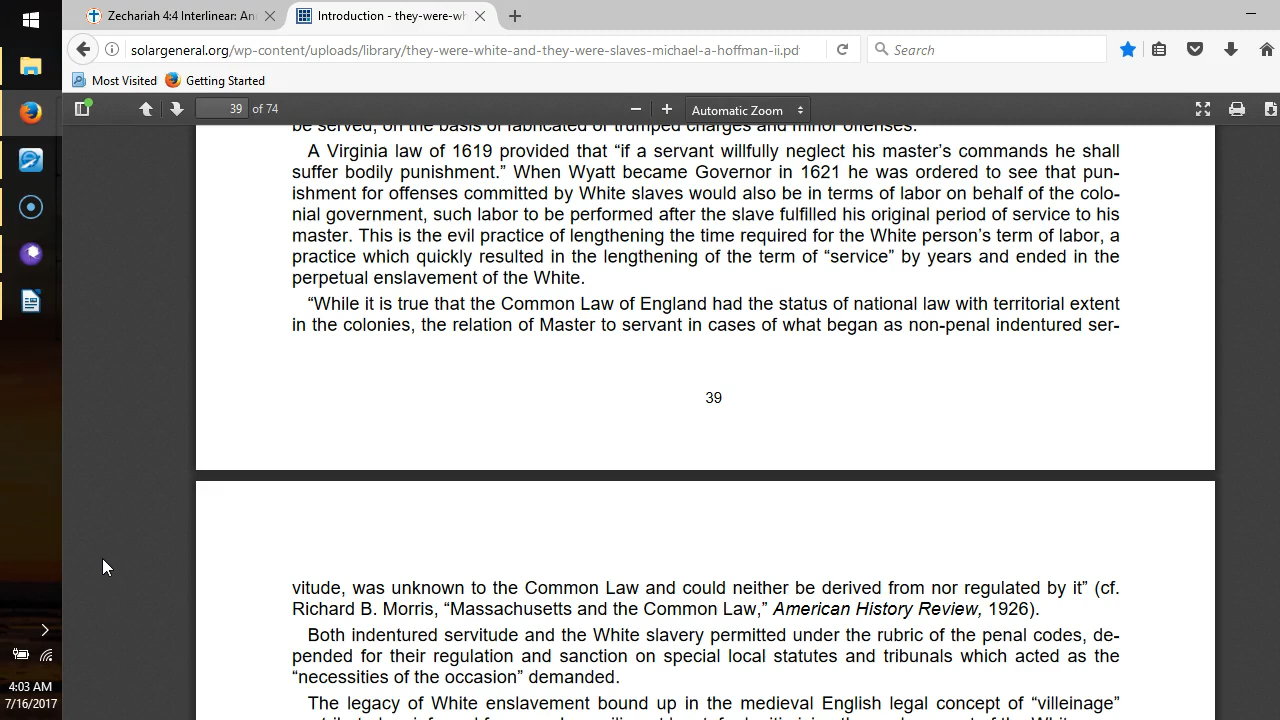 Zechariah 4:4 Interlinear: An
Introduction - they-were-wh
solargeneral.org/wp-content/uploads/library/they-were-white-and-they-were-slaves-michael-a-hoffman-ii.pd
Search
Most Visited
Getting Started
39 of 74
Automatic Zoom
be served, on the basis of fabricated or trumped charges and minor offenses.
A Virginia law of 1619 provided that “if a servant willfully neglect his master’s commands he shall
suffer bodily punishment.” When Wyatt became Governor in 1621 he was ordered to see that pun-
ishment for offenses committed by White slaves would also be in terms of labor on behalf of the colo-
nial government, such labor to be performed after the slave fulfilled his original period of service to his
master. This is the evil practice of lengthening the time required for the White person’s term of labor, a
practice which quickly resulted in the lengthening of the term of “service” by years and ended in the
perpetual enslavement of the White.
“While it is true that the Common Law of England had the status of national law with territorial extent
in the colonies, the relation of Master to servant in cases of what began as non-penal indentured ser-
39
vitude, was unknown to the Common Law and could neither be derived from nor regulated by it” (cf.
Richard B. Morris, “Massachusetts and the Common Law,” American History Review, 1926).
Both indentured servitude and the White slavery permitted under the rubric of the penal codes, de-
pended for their regulation and sanction on special local statutes and tribunals which acted as the
“necessities of the occasion” demanded.
The legacy of White enslavement bound up in the medieval English legal concept of “villeinage”
4:03 AM
7/16/2017